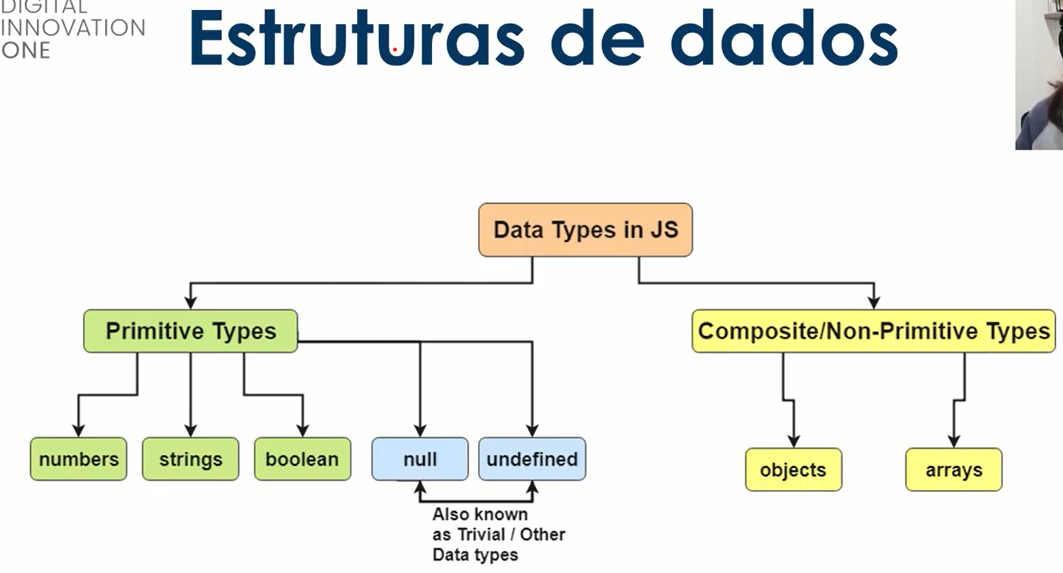 DIGITAL
INNOVATION
ONE
Estruturas de dados
Data Types in JS
Primitive Types
Composite/Non-Primitive Types
numbers
strings
boolean
null
undefined
objects
arrays
Also known
as Trivial / Other
Data types